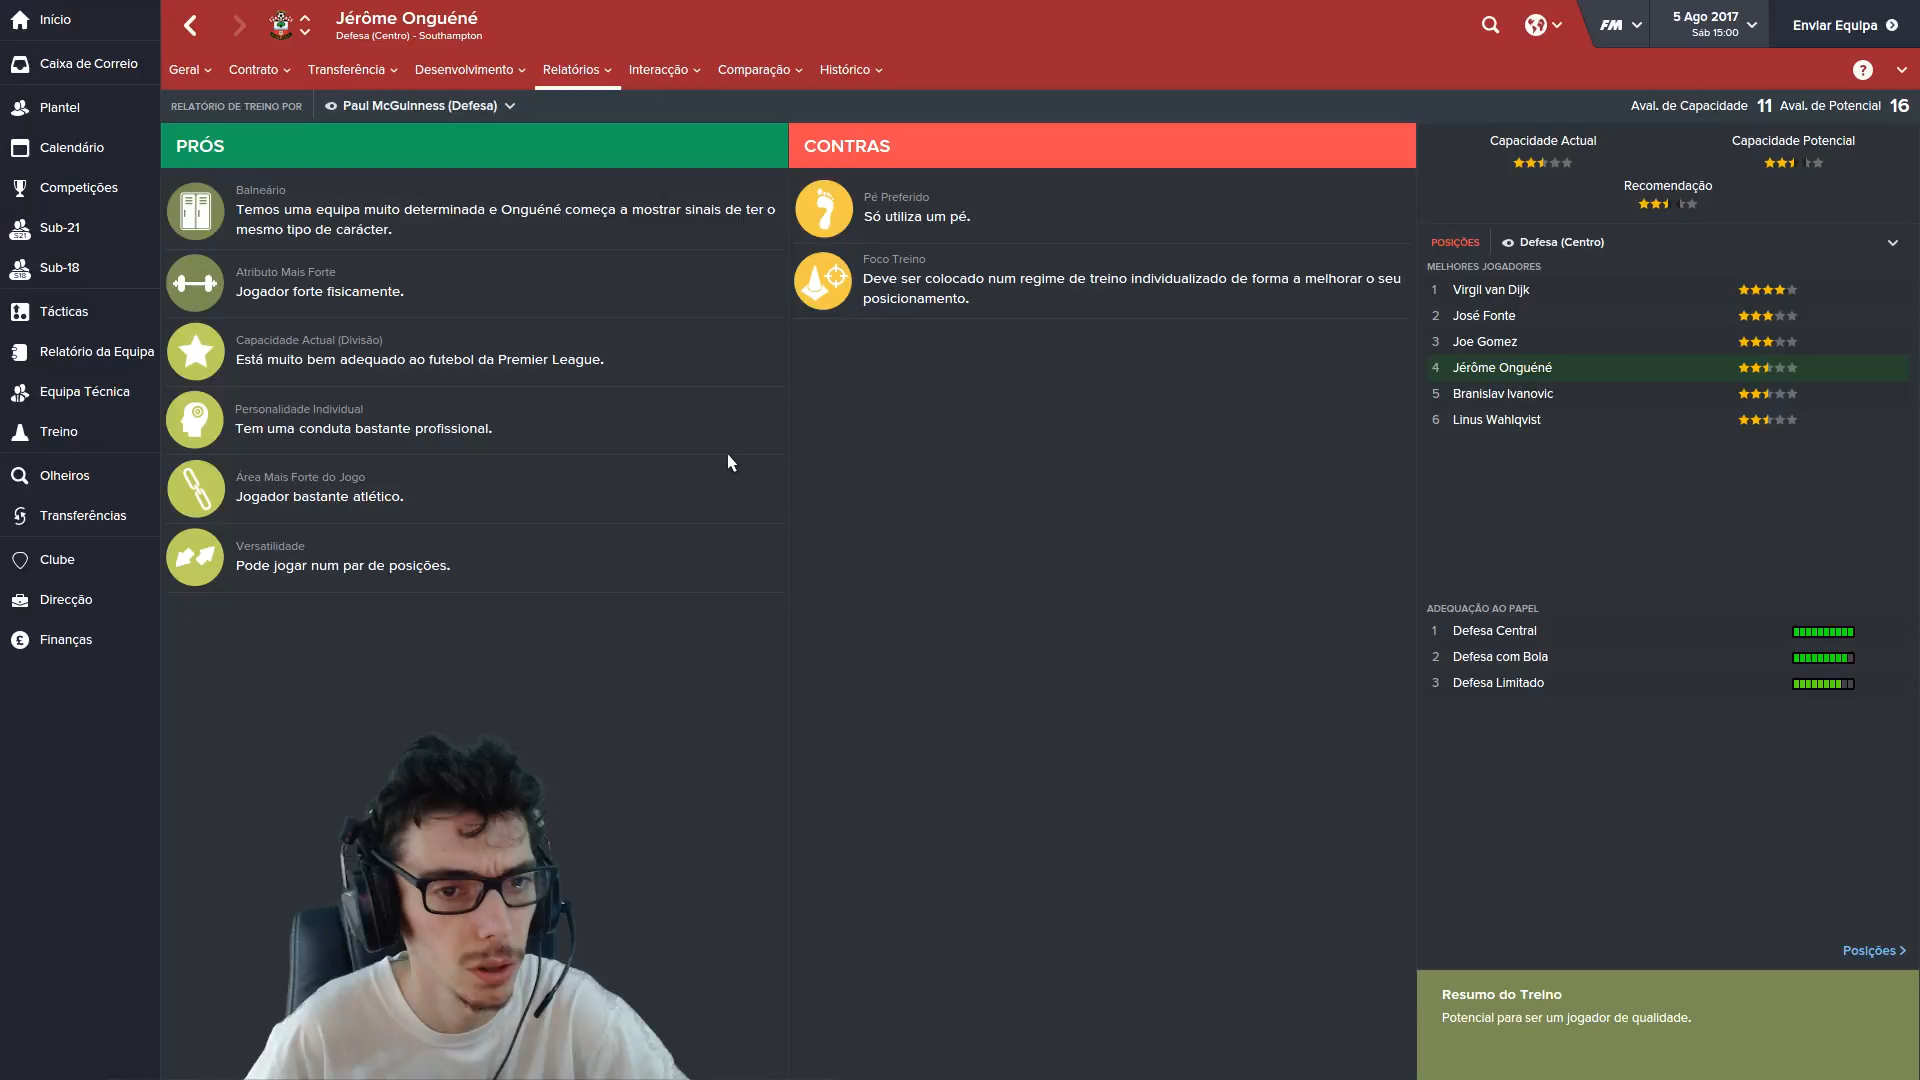 Início
Caixa de Correio
Plantel
Calendário
Competições
Sub-21
Sub-18
Tácticas
Relatório da Equipa
Equipa Técnica
Treino
Olheiros
Transferências
Clube
Direcção
Finanças
Jérôme Onguéné
Defesa (Centro) - Southampton
FM
5 Ago 2017
Sáb 15:00
Enviar Equipa
Geral
Contrato
Transferência
Desenvolvimento
Relatórios
Interacção
Comparação
Histórico
?
RELATÓRIO DE TREINO POR
Paul McGuinness (Defesa)
Aval. de Capacidade 11 Aval. de Potencial 16
PRÓS
Balneário
Temos uma equipa muito determinada e Onguéné começa a mostrar sinais de ter o
mesmo tipo de carácter.
Atributo Mais Forte
Jogador forte fisicamente.
Capacidade Actual (Divisão)
Está muito bem adequado ao futebol da Premier League.
Personalidade Individual
Tem uma conduta bastante profissional.
Área Mais Forte do Jogo
Jogador bastante atlético.
Versatilidade
Pode jogar num par de posições.
CONTRAS
Pé Preferido
Só utiliza um pé.
Foco Treino
Deve ser colocado num regime de treino individualizado de forma a melhorar o seu
posicionamento.
Capacidade Actual
Capacidade Potencial
Recomendação
POSIÇÕES
Defesa (Centro)
MELHORES JOGADORES
1 Virgil van Dijk
2 José Fonte
3 Joe Gomez
4 Jérôme Onguéné
5 Branislav Ivanovic
6 Linus Wahlqvist
ADEQUAÇÃO AO PAPEL
1 Defesa Central
2 Defesa com Bola
3 Defesa Limitado
Posições >
Resumo do Treino
Potencial para ser um jogador de qualidade.